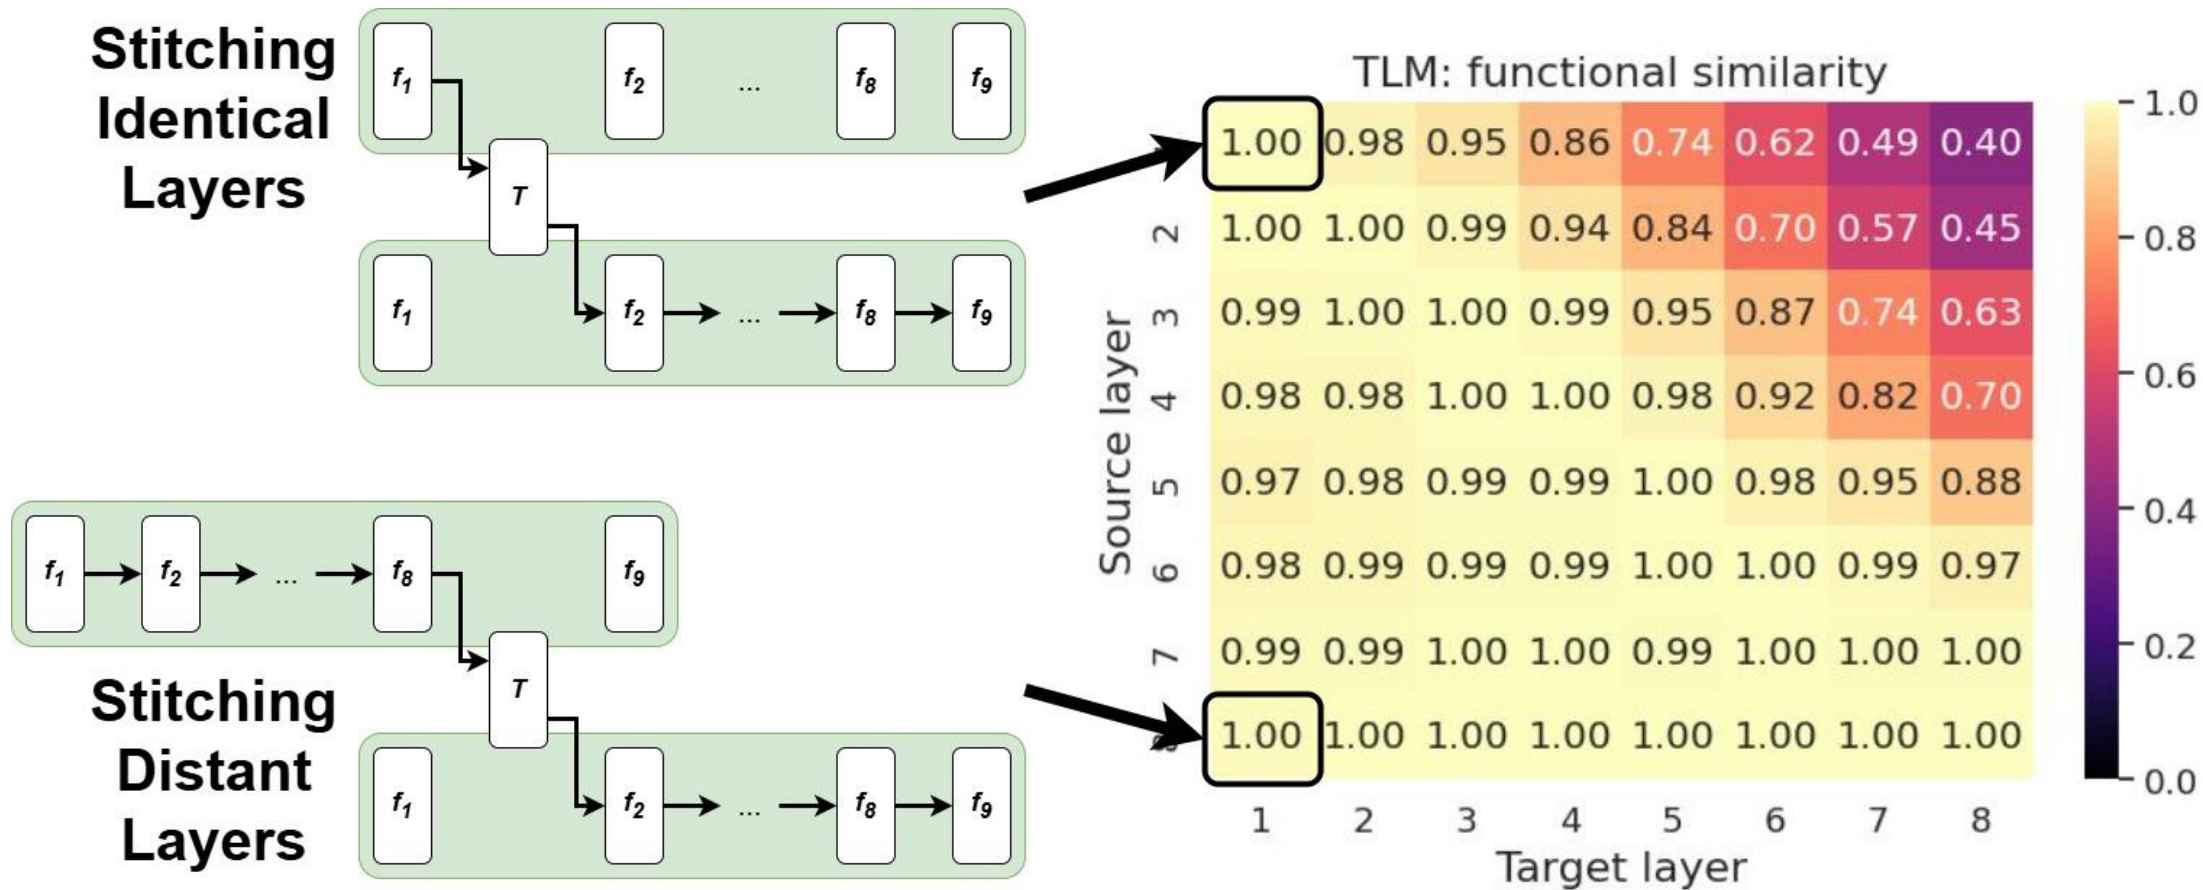 Stitching
Identical
Layers
f1 f2 ... f8 f9
T
f1 f2 ... f8 f9
f1 f2 ... f8 f9
T
f1 f2 ... f8 f9
Stitching
Distant
Layers
TLM: functional similarity
1.00 0.98 0.95 0.86 0.74 0.62 0.49 0.40
2 1.00 1.00 0.99 0.94 0.84 0.70 0.57 0.45
3 0.99 1.00 1.00 0.99 0.95 0.87 0.74 0.63
4 0.98 0.98 1.00 1.00 0.98 0.92 0.82 0.70
5 0.97 0.98 0.99 0.99 1.00 0.98 0.95 0.88
6 0.98 0.99 0.99 0.99 1.00 1.00 0.99 0.97
7 0.99 0.99 1.00 1.00 0.99 1.00 1.00 1.00
1.00 1.00 1.00 1.00 1.00 1.00 1.00 1.00
1 2 3 4 5 6 7 8
Source layer
Target layer
1.0
0.8
0.6
0.4
0.2
0.0